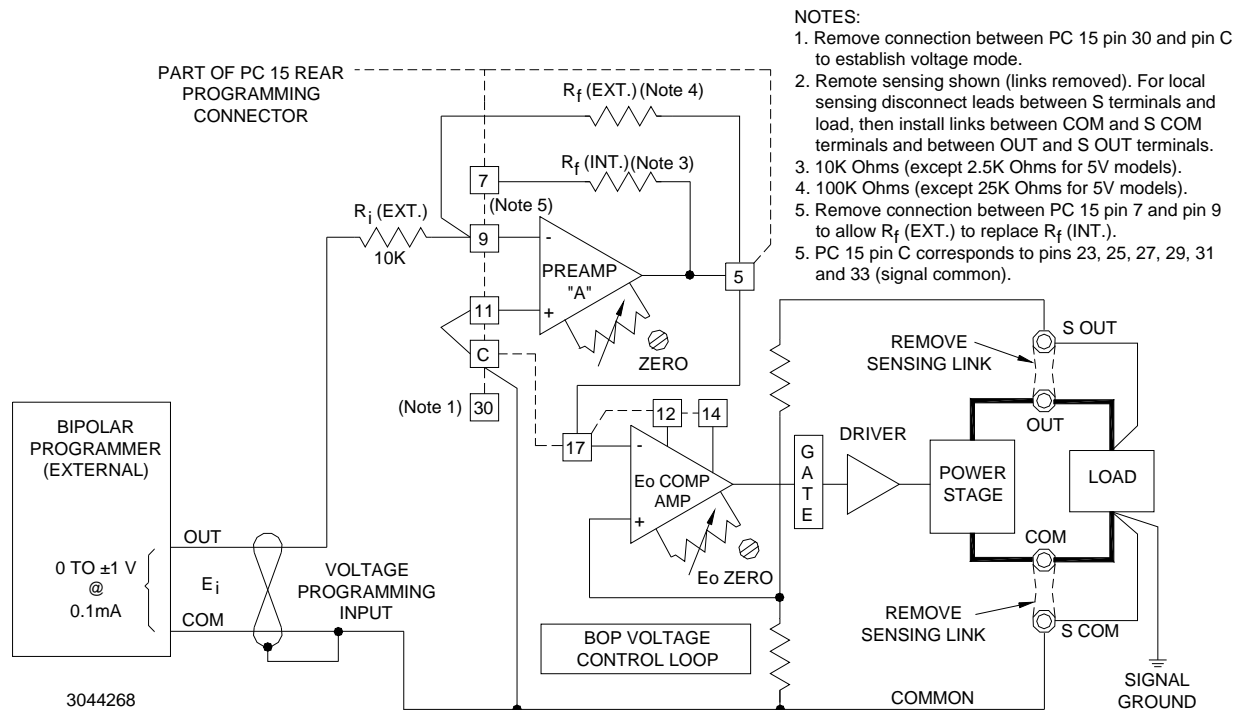 NOTES:
1. Remove connection between PC 15 pin 30 and pin C
to establish voltage mode.
2. Remote sensing shown (links removed). For local
sensing disconnect leads between S terminals and
load, then install links between COM and S COM
terminals and between OUT and S OUT terminals.
3. 10K Ohms (except 2.5K Ohms for 5V models).
4. 100K Ohms (except 25K Ohms for 5V models).
5. Remove connection between PC 15 pin 7 and pin 9
to allow Rf (EXT.) to replace Rf (INT.).
5. PC 15 pin C corresponds to pins 23, 25, 27, 29, 31
and 33 (signal common).
PART OF PC 15 REAR
PROGRAMMING
CONNECTOR
Rf (EXT.) (Note 4)
Rf (INT.) (Note 3)
7
(Note 5)
Ri (EXT.)
10K
9
-
PREAMP
"A"
5
11
+
ZERO
C
(Note 1)
30
17
12
14
-
Eo COMP
AMP
+
Eo ZERO
GATE
DRIVER
POWER
STAGE
LOAD
S OUT
REMOVE
SENSING LINK
OUT
COM
REMOVE
SENSING LINK
S COM
BIPOLAR
PROGRAMMER
(EXTERNAL)
OUT
0 TO ±1 V
@
0.1mA
Ei
COM
VOLTAGE
PROGRAMMING
INPUT
BOP VOLTAGE
CONTROL LOOP
COMMON
SIGNAL
GROUND
3044268